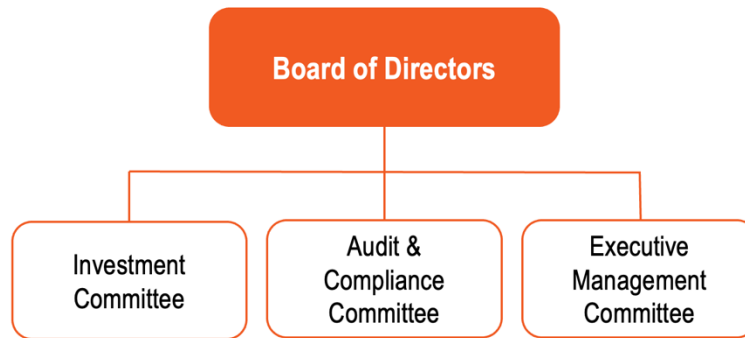 Board of Directors
Investment
Committee
Audit &
Compliance
Committee
Executive
Management
Committee